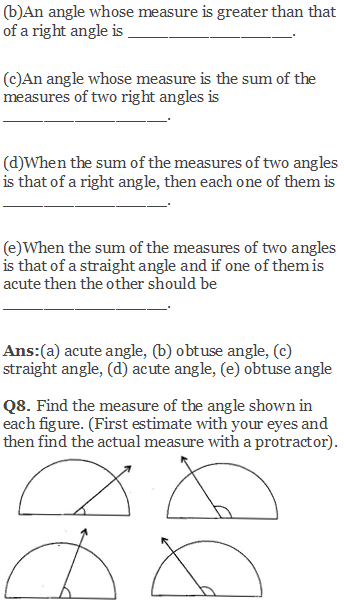 (b)An angle whose measure is greater than that
of a right angle is ____________________.
(c)An angle whose measure is the sum of the
measures of two right angles is
____________________.
(d)When the sum of the measures of two angles
is that of a right angle, then each one of them is
____________________.
(e)When the sum of the measures of two angles
is that of a straight angle and if one of them is
acute then the other should be
____________________.
Ans:(a) acute angle, (b) obtuse angle, (c)
straight angle, (d) acute angle, (e) obtuse angle
Q8. Find the measure of the angle shown in
each figure. (First estimate with your eyes and
then find the actual measure with a protractor).